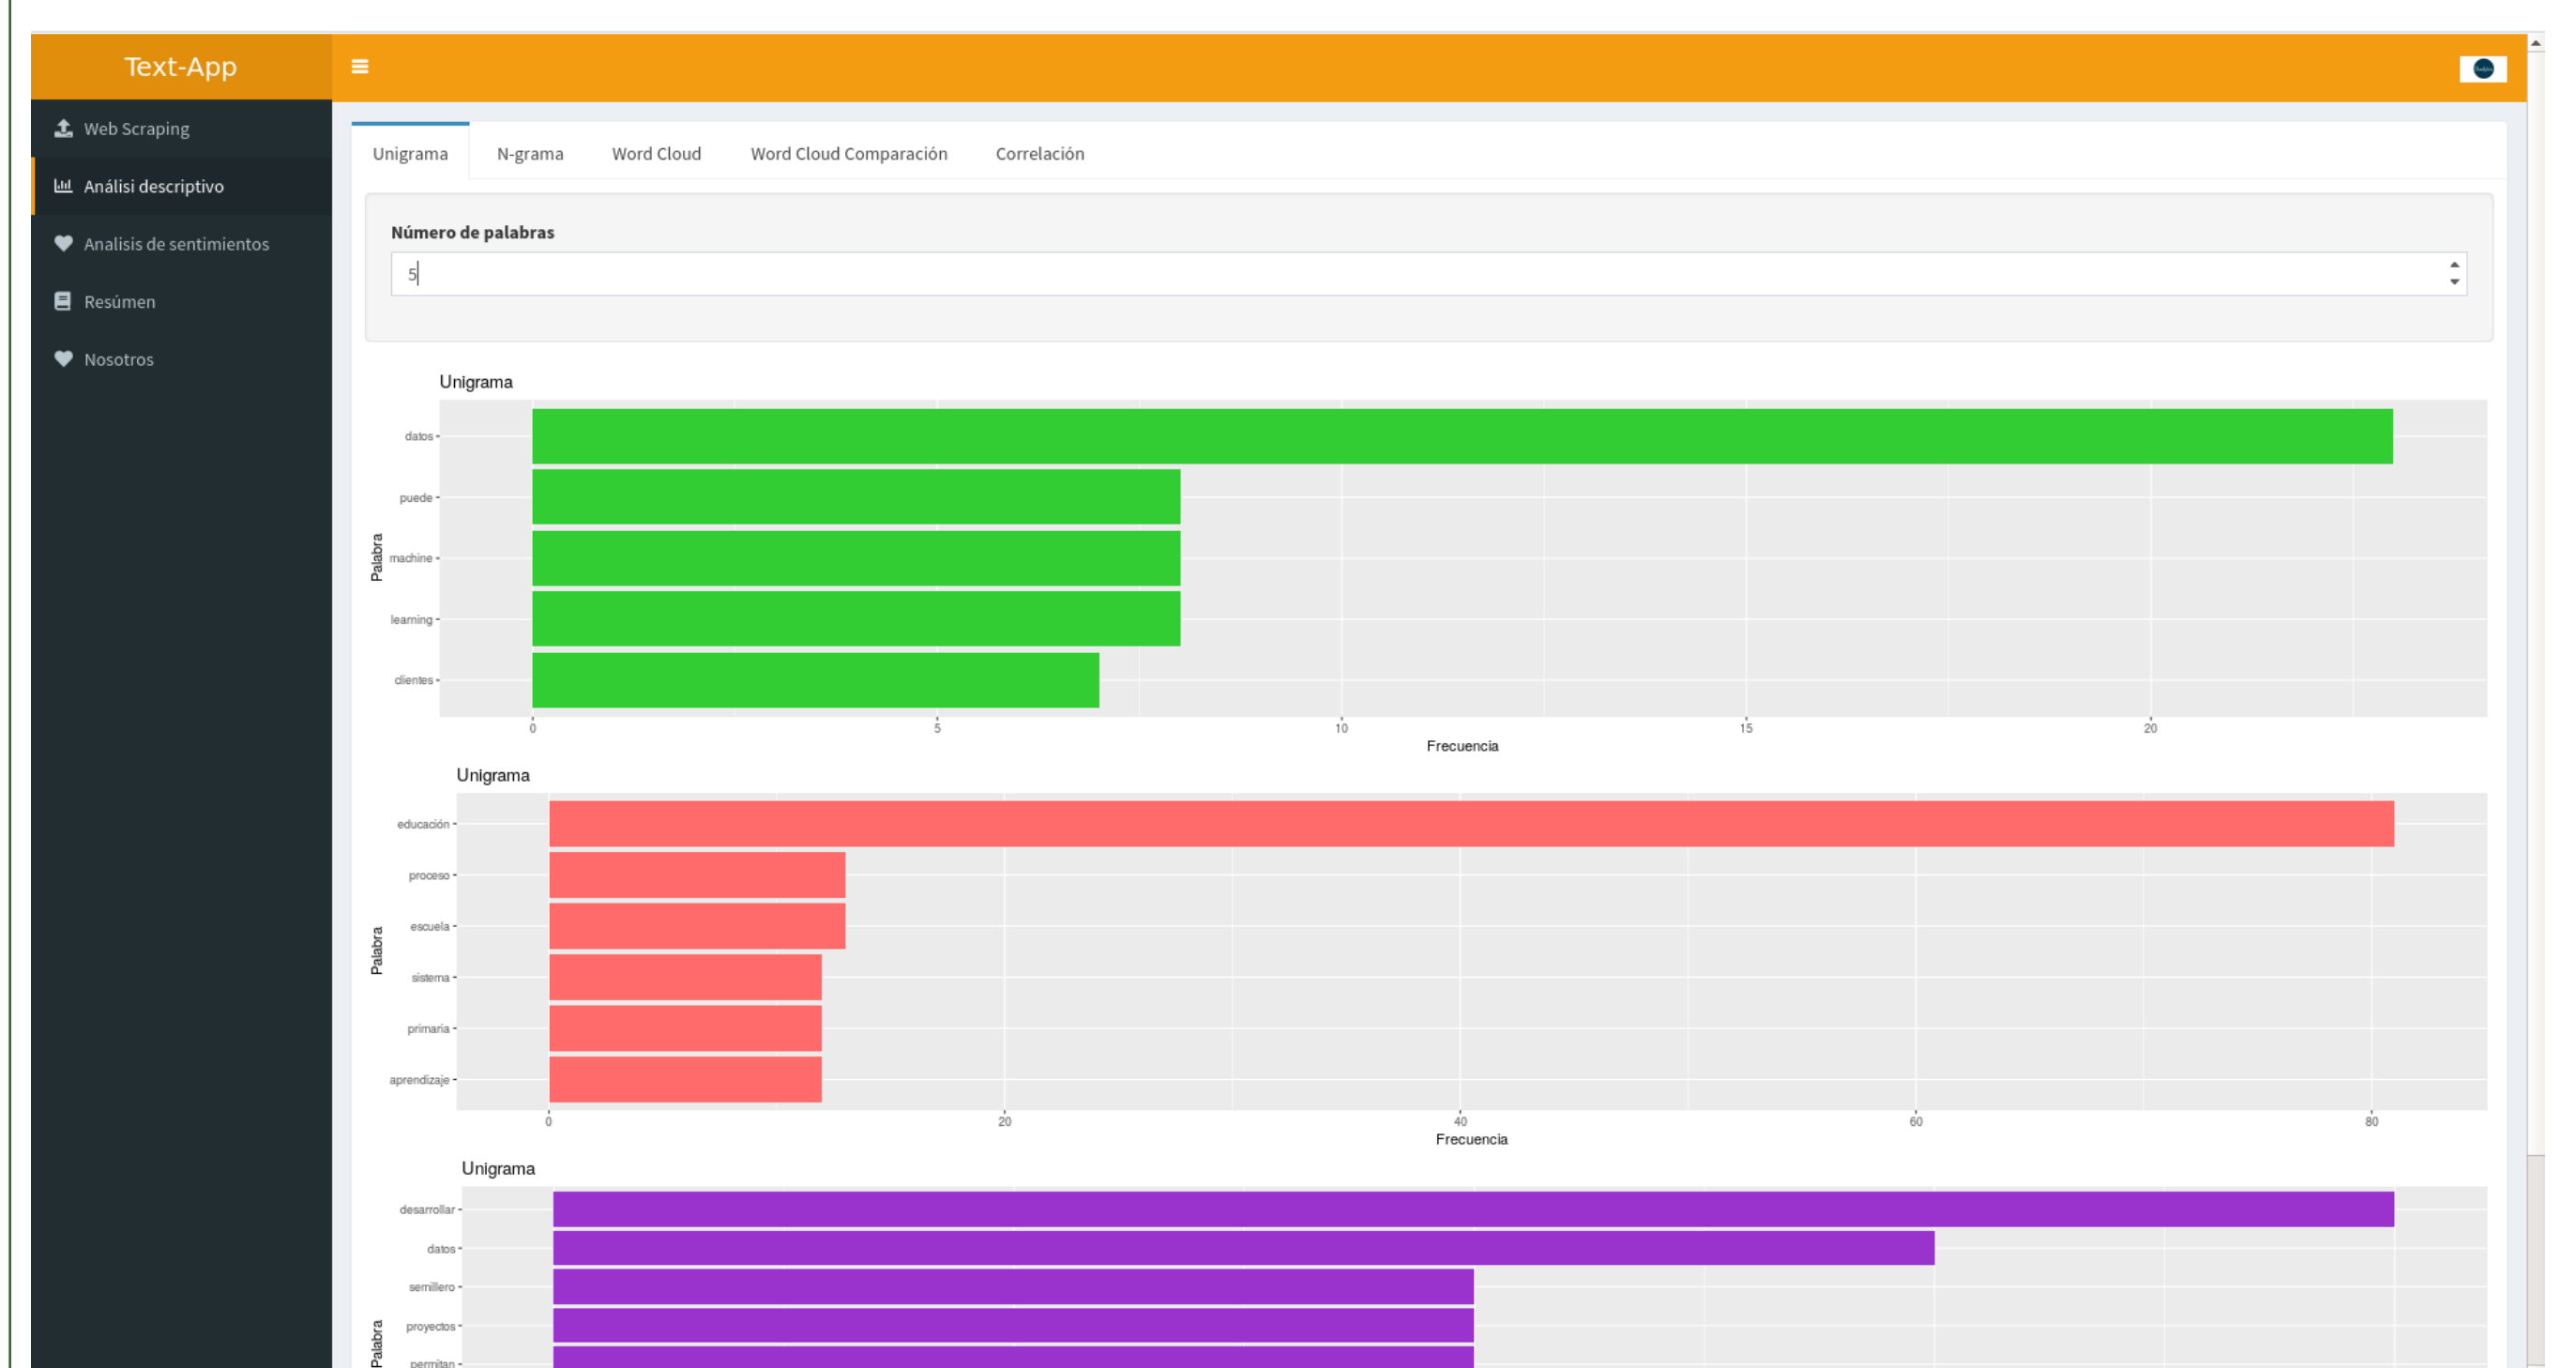 Text-App
Web Scraping
Análisi descriptivo
Analisis de sentimientos
Resúmen
Nosotros
Unigrama N-grama Word Cloud Word Cloud Comparación Correlación
Número de palabras
5
Unigrama
Palabra
datos
puede
machine
learning
clientes
0 5 10 15 20
Frecuencia
Unigrama
Palabra
educación
proceso
escuela
sistema
primaria
aprendizaje
0 20 40 60 80
Frecuencia
Unigrama
Palabra
desarrollar
datos
semillero
proyectos
permitan